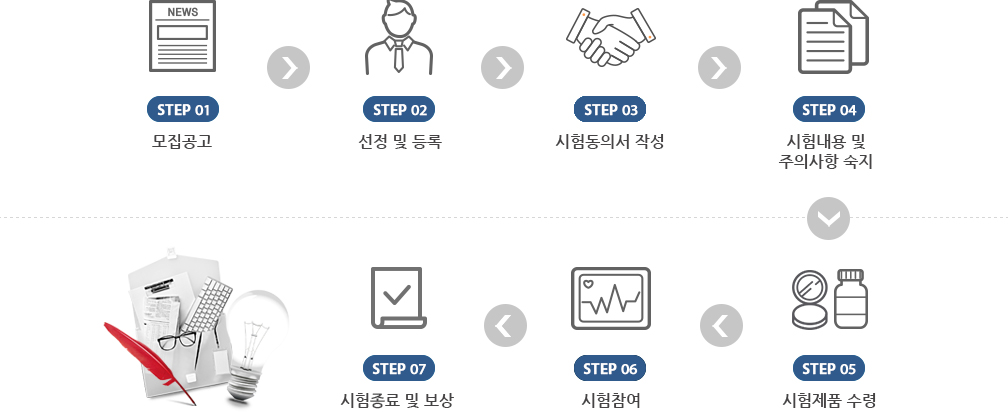 NEWS
STEP 01
모집공고
STEP 02
선정 및 등록
STEP 03
시험동의서 작성
STEP 04
시험내용 및
주의사항 숙지
STEP 05
시험제품 수령
STEP 06
시험참여
STEP 07
시험종료 및 보상